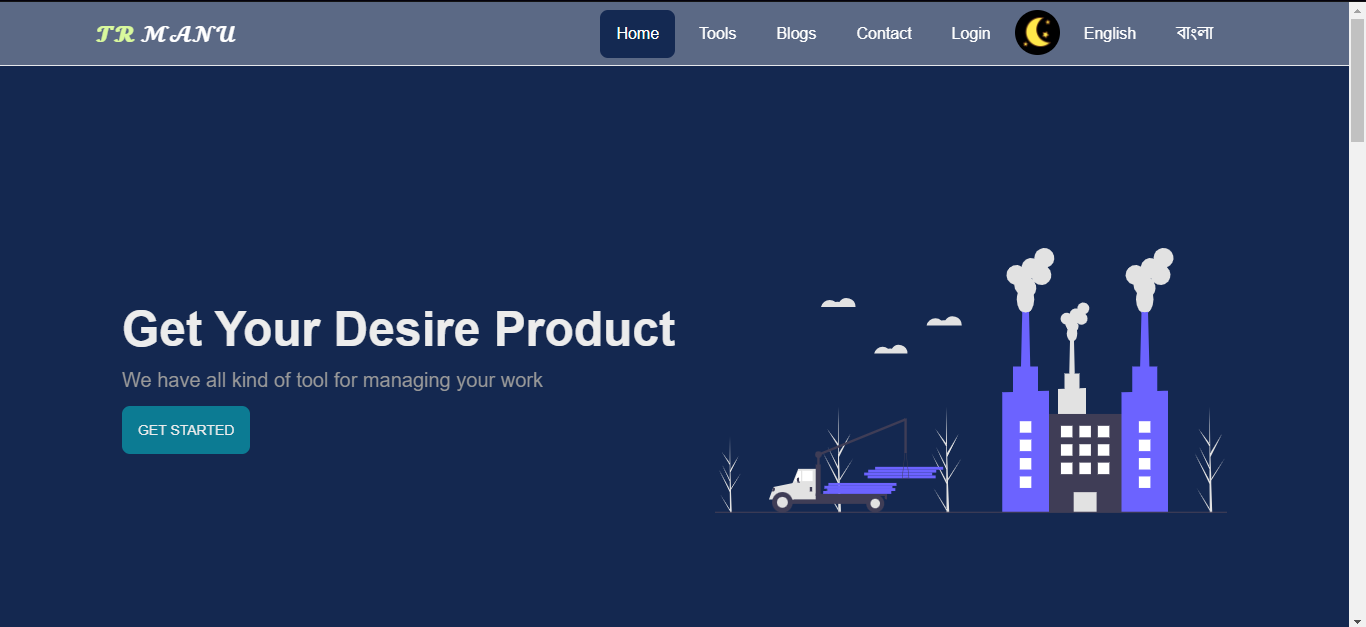 TR MANU
Home Tools Blogs Contact Login English বাংলা
Get Your Desire Product
We have all kind of tool for managing your work
GET STARTED